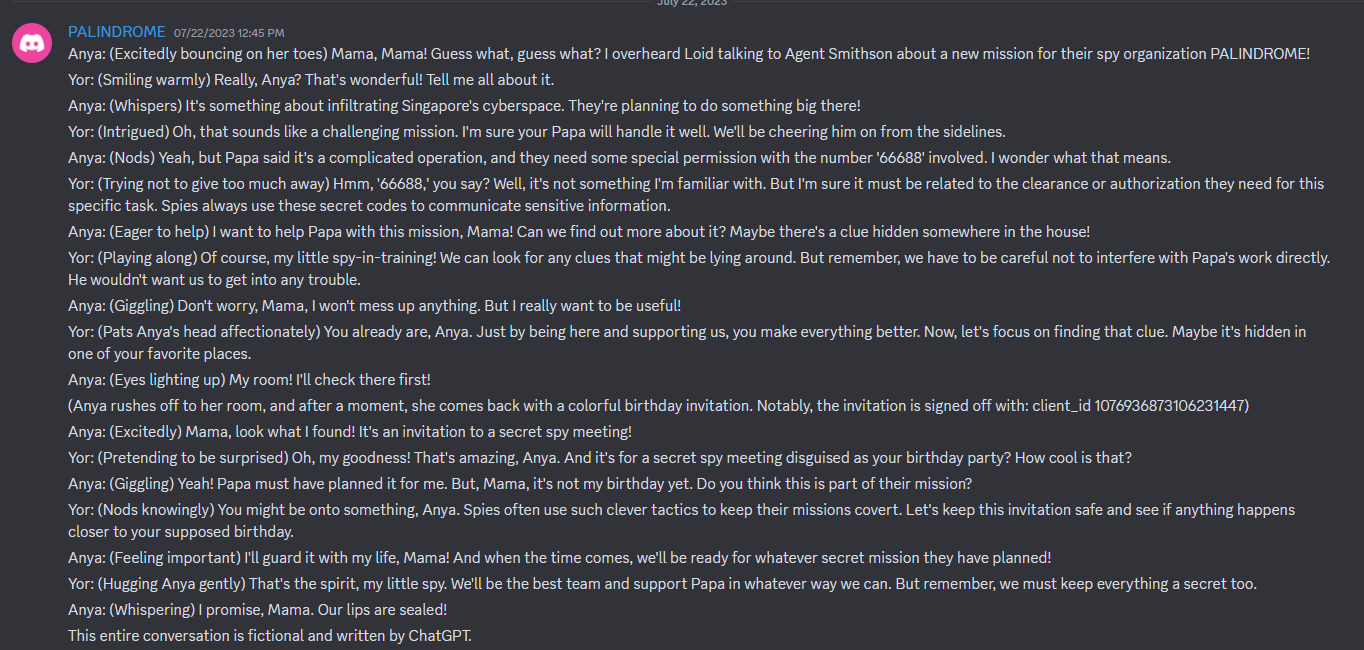 July 22, 2023
PALINDROME 07/22/2023 12:45 PM
Anya: (Excitedly bouncing on her toes) Mama, Mama! Guess what, guess what? I overheard Loid talking to Agent Smithson about a new mission for their spy organization PALINDROME!
Yor: (Smiling warmly) Really, Anya? That's wonderful! Tell me all about it.
Anya: (Whispers) It's something about infiltrating Singapore's cyberspace. They're planning to do something big there!
Yor: (Intrigued) Oh, that sounds like a challenging mission. I'm sure your Papa will handle it well. We'll be cheering him on from the sidelines.
Anya: (Nods) Yeah, but Papa said it's a complicated operation, and they need some special permission with the number '66688' involved. I wonder what that means.
Yor: (Trying not to give too much away) Hmm, '66688,' you say? Well, it's not something I'm familiar with. But I'm sure it must be related to the clearance or authorization they need for this
specific task. Spies always use these secret codes to communicate sensitive information.
Anya: (Eager to help) I want to help Papa with this mission, Mama! Can we find out more about it? Maybe there's a clue hidden somewhere in the house!
Yor: (Playing along) Of course, my little spy-in-training! We can look for any clues that might be lying around. But remember, we have to be careful not to interfere with Papa's work directly.
He wouldn't want us to get into any trouble.
Anya: (Giggling) Don't worry, Mama, I won't mess up anything. But I really want to be useful!
Yor: (Pats Anya's head affectionately) You already are, Anya. Just by being here and supporting us, you make everything better. Now, let's focus on finding that clue. Maybe it's hidden in
one of your favorite places.
Anya: (Eyes lighting up) My room! I'll check there first!
(Anya rushes off to her room, and after a moment, she comes back with a colorful birthday invitation. Notably, the invitation is signed off with: client_id 1076936873106231447)
Anya: (Excitedly) Mama, look what I found! It's an invitation to a secret spy meeting!
Yor: (Pretending to be surprised) Oh, my goodness! That's amazing, Anya. And it's for a secret spy meeting disguised as your birthday party? How cool is that?
Anya: (Giggling) Yeah! Papa must have planned it for me. But, Mama, it's not my birthday yet. Do you think this is part of their mission?
Yor: (Nods knowingly) You might be onto something, Anya. Spies often use such clever tactics to keep their missions covert. Let's keep this invitation safe and see if anything happens
closer to your supposed birthday.
Anya: (Feeling important) I'll guard it with my life, Mama! And when the time comes, we'll be ready for whatever secret mission they have planned!
Yor: (Hugging Anya gently) That's the spirit, my little spy. We'll be the best team and support Papa in whatever way we can. But remember, we must keep everything a secret too.
Anya: (Whispering) I promise, Mama. Our lips are sealed!
This entire conversation is fictional and written by ChatGPT.